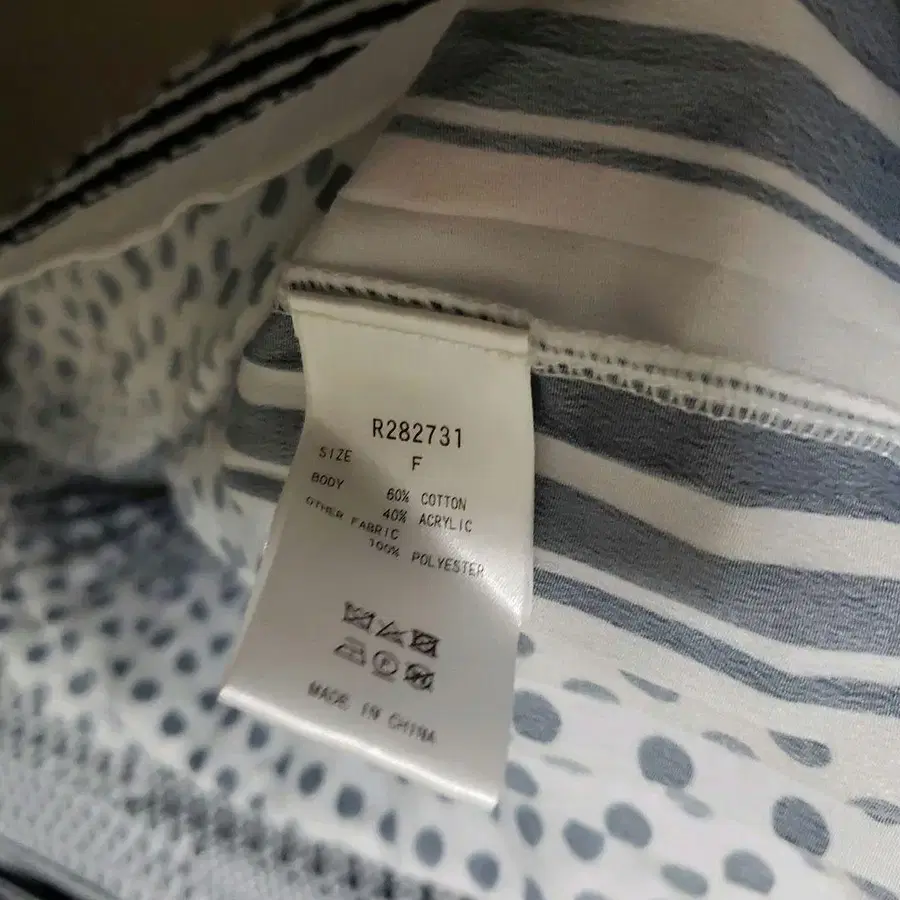 R282731
SIZE F
BODY 60% COTTON
40% ACRYLIC
OTHER FABRIC
100% POLYESTER
MADE IN CHINA